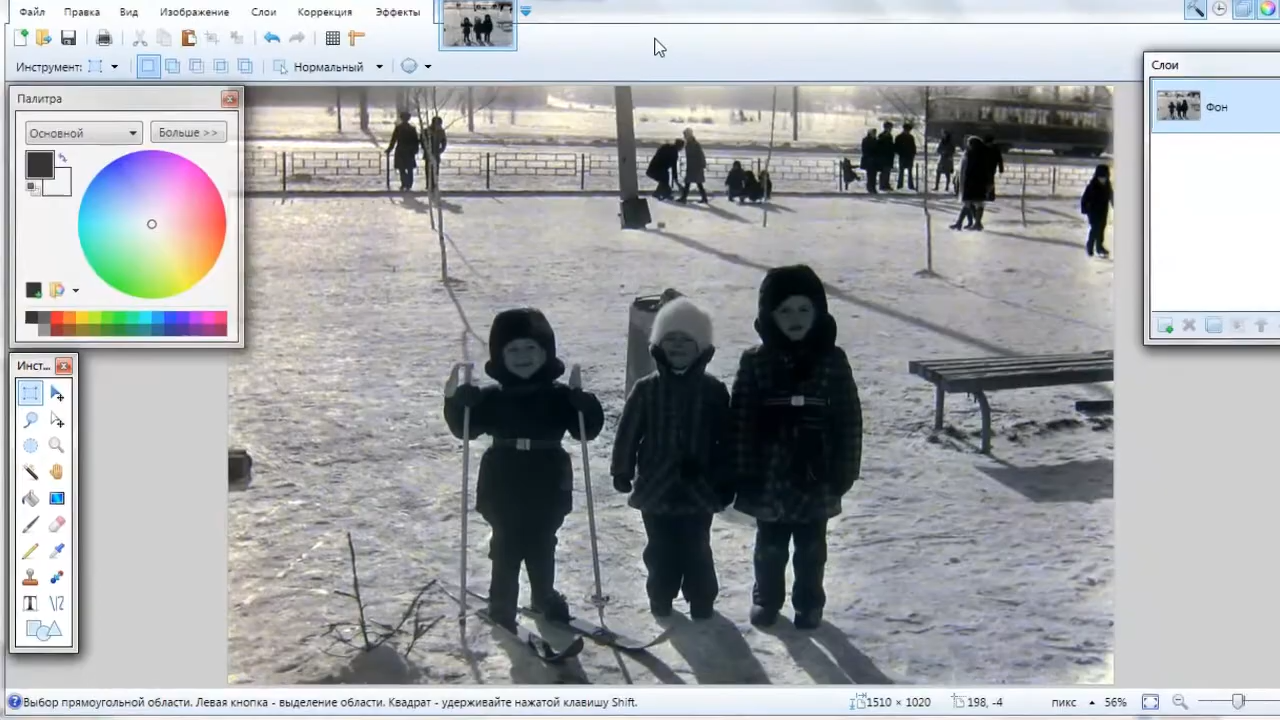 Файл Правка Вид Изображение Слои Коррекция Эффекты
Инструмент: Нормальный
Палитра
Основной Больше >>
Инст...
Слои
Фон
Выбор прямоугольной области. Левая кнопка - выделение области. Квадрат - удерживайте нажатой клавишу Shift. 1510 × 1020 198, -4 пикс 56%